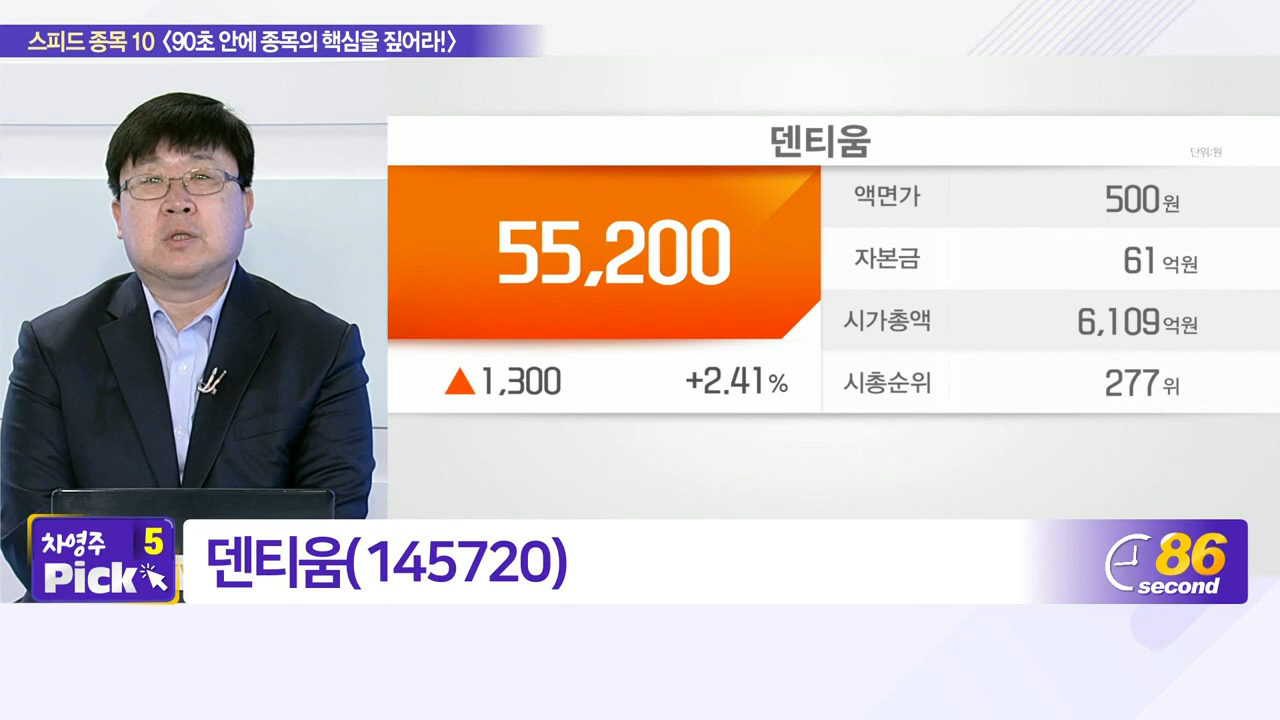 스피드 종목 10 〈90초 안에 종목의 핵심을 짚어라!〉
덴티움
단위:원
55,200
▲1,300 +2.41%
액면가 500원
자본금 61억원
시가총액 6,109억원
시총순위 277위
차영주 5
Pick
덴티움(145720)
86
second